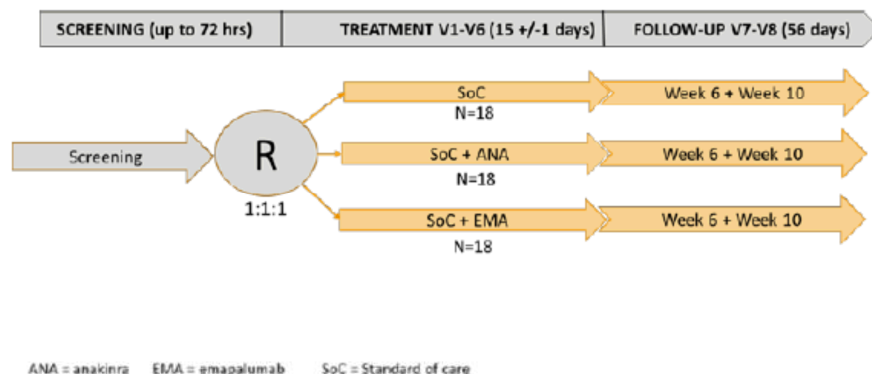 SCREENING (up to 72 hrs) TREATMENT V1-V6 (15 +/-1 days) FOLLOW-UP V7-V8 (56 days)
SoC Week 6 + Week 10
N=18
Screening R SoC + ANA Week 6 + Week 10
N=18
1:1:1
SoC + EMA Week 6 + Week 10
N=18
ANA = anakinra EMA = emapalumab SoC = Standard of care